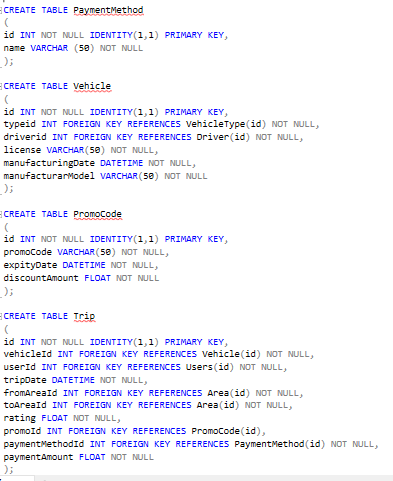 CREATE TABLE PaymentMethod
(
id INT NOT NULL IDENTITY(1,1) PRIMARY KEY,
name VARCHAR (50) NOT NULL
);
CREATE TABLE Vehicle
(
id INT NOT NULL IDENTITY(1,1) PRIMARY KEY,
typeid INT FOREIGN KEY REFERENCES VehicleType(id) NOT NULL,
driverid INT FOREIGN KEY REFERENCES Driver(id) NOT NULL,
license VARCHAR(50) NOT NULL,
manufacturingDate DATETIME NOT NULL,
manufacturarModel VARCHAR(50) NOT NULL
);
CREATE TABLE PromoCode
(
id INT NOT NULL IDENTITY(1,1) PRIMARY KEY,
promoCode VARCHAR(50) NOT NULL,
expityDate DATETIME NOT NULL,
discountAmount FLOAT NOT NULL
);
CREATE TABLE Trip
(
id INT NOT NULL IDENTITY(1,1) PRIMARY KEY,
vehicleId INT FOREIGN KEY REFERENCES Vehicle(id) NOT NULL,
userId INT FOREIGN KEY REFERENCES Users(id) NOT NULL,
tripDate DATETIME NOT NULL,
fromAreaId INT FOREIGN KEY REFERENCES Area(id) NOT NULL,
toAreaId INT FOREIGN KEY REFERENCES Area(id) NOT NULL,
rating FLOAT NOT NULL,
promoId INT FOREIGN KEY REFERENCES PromoCode(id),
paymentMethodId INT FOREIGN KEY REFERENCES PaymentMethod(id) NOT NULL,
paymentAmount FLOAT NOT NULL
);